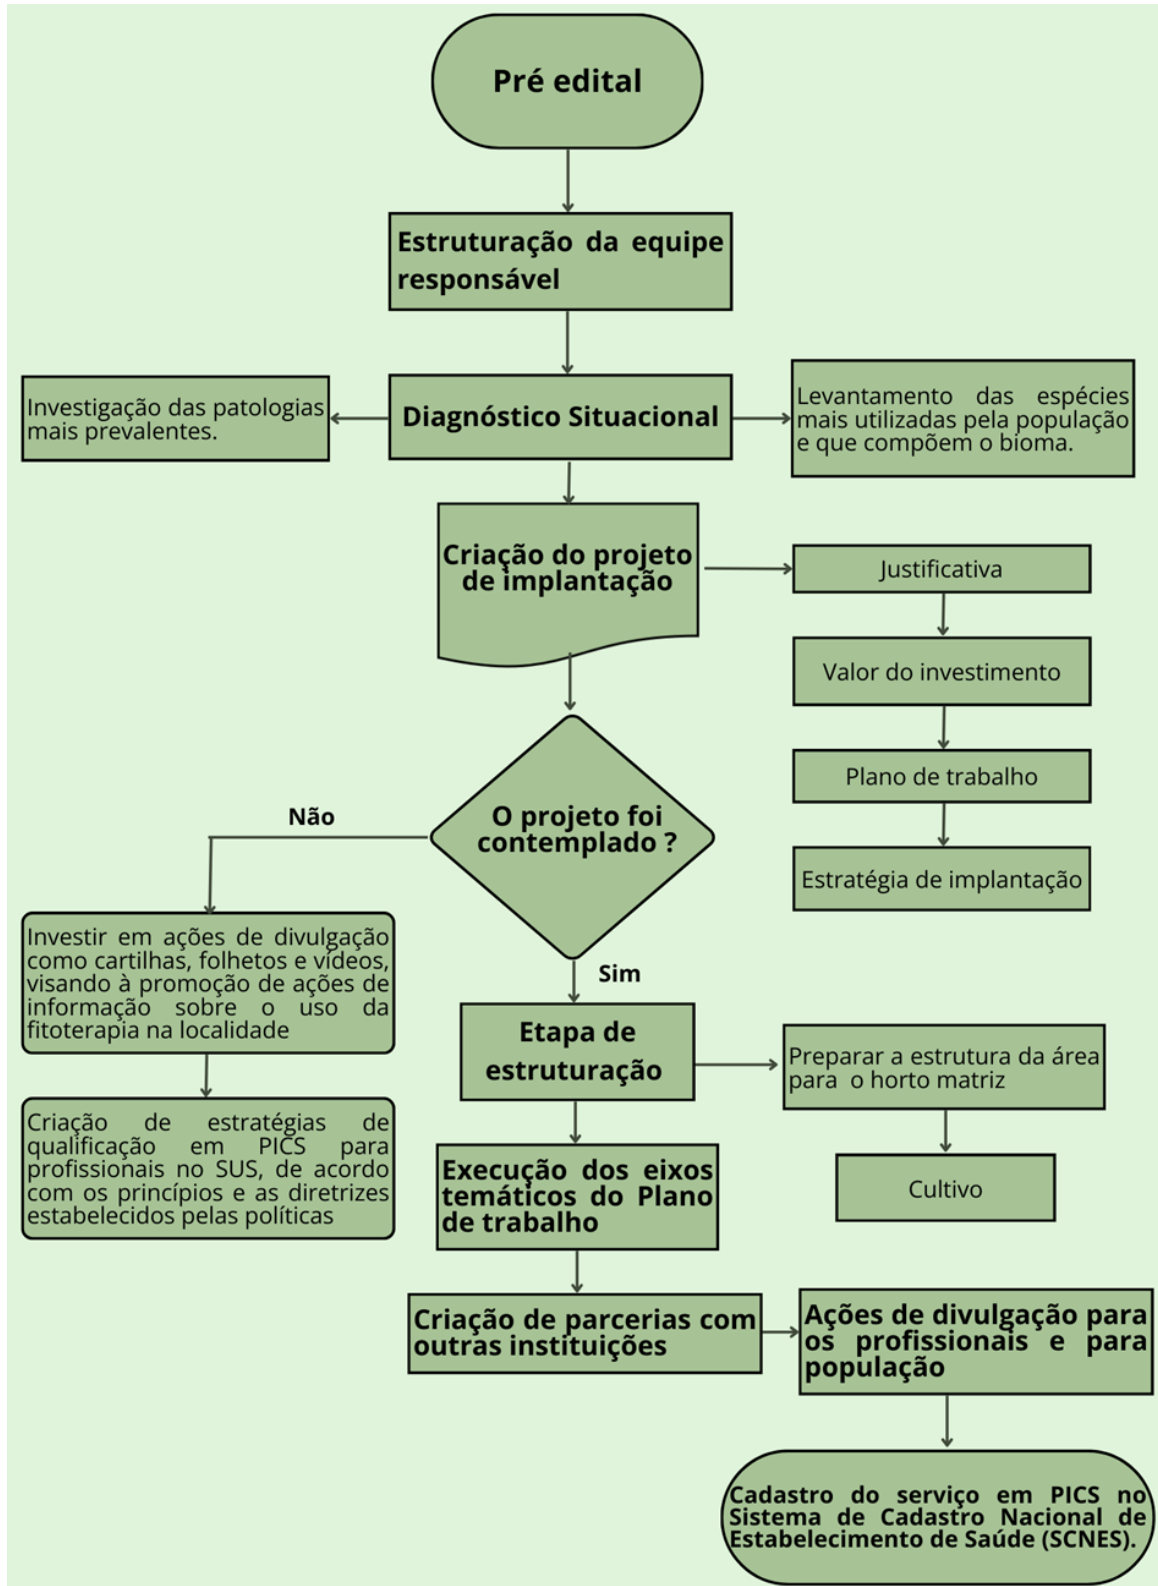 Pré edital
Estruturação da equipe
responsável
Investigação das patologias
mais prevalentes.
Diagnóstico Situacional
Levantamento das espécies
mais utilizadas pela população
e que compõem o bioma.
Criação do projeto
de implantação
Justificativa
Valor do investimento
Plano de trabalho
Estratégia de implantação
O projeto foi
contemplado ?
Não
Investir em ações de divulgação
como cartilhas, folhetos e vídeos,
visando à promoção de ações de
informação sobre o uso da
fitoterapia na localidade
Criação de estratégias de
qualificação em PICS para
profissionais no SUS, de acordo
com os princípios e as diretrizes
estabelecidos pelas políticas
Sim
Etapa de
estruturação
Preparar a estrutura da área
para o horto matriz
Cultivo
Execução dos eixos
temáticos do Plano
de trabalho
Criação de parcerias com
outras instituições
Ações de divulgação para
os profissionais e para
população
Cadastro do serviço em PICS no
Sistema de Cadastro Nacional de
Estabelecimento de Saúde (SCNES).